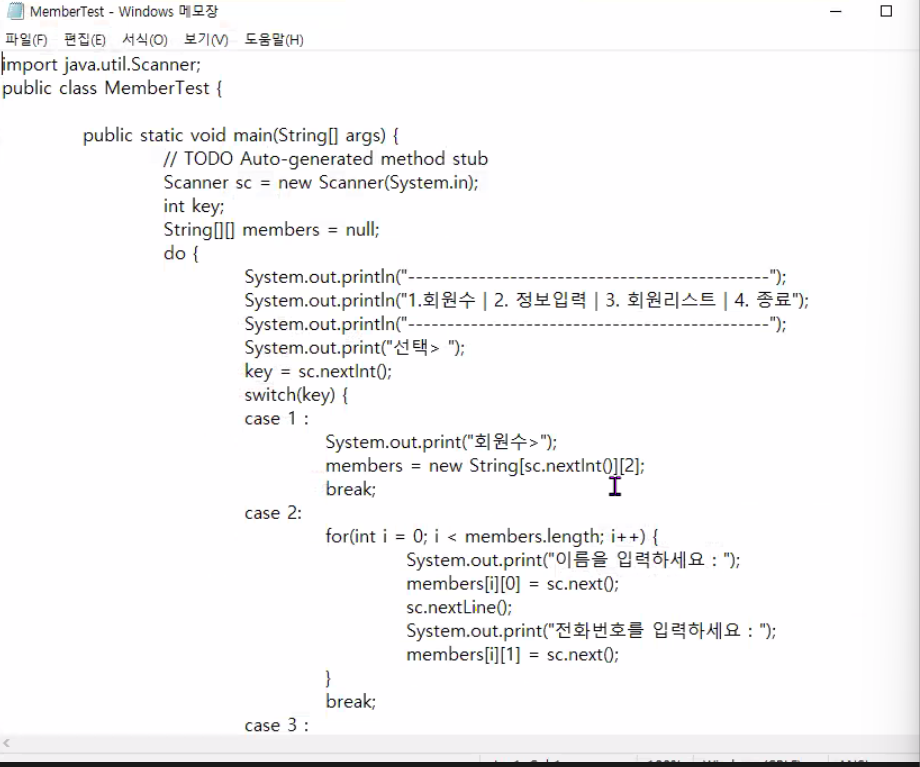 MemberTest - Windows 메모장
파일(F) 편집(E) 서식(O) 보기(V) 도움말(H)
import java.util.Scanner;
public class MemberTest {
public static void main(String[] args) {
// TODO Auto-generated method stub
Scanner sc = new Scanner(System.in);
int key;
String[][] members = null;
do {
System.out.println("----------------------------------------------");
System.out.println("1.회원수 | 2. 정보입력 | 3. 회원리스트 | 4. 종료");
System.out.println("----------------------------------------------");
System.out.print("선택> ");
key = sc.nextInt();
switch(key) {
case 1 :
System.out.print("회원수>");
members = new String[sc.nextInt()][2];
break;
case 2:
for(int i = 0; i < members.length; i++) {
System.out.print("이름을 입력하세요 : ");
members[i][0] = sc.next();
sc.nextLine();
System.out.print("전화번호를 입력하세요 : ");
members[i][1] = sc.next();
}
break;
case 3 :